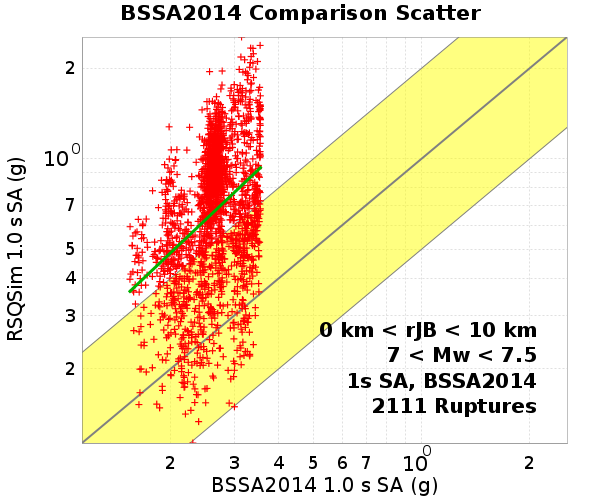 BSSA2014 Comparison Scatter
RSQSim 1.0 s SA (g)
2
10^0
7
5
4
3
2
0 km < rJB < 10 km
7 < Mw < 7.5
1s SA, BSSA2014
2111 Ruptures
2 3 4 5 6 7 10^0 2
BSSA2014 1.0 s SA (g)